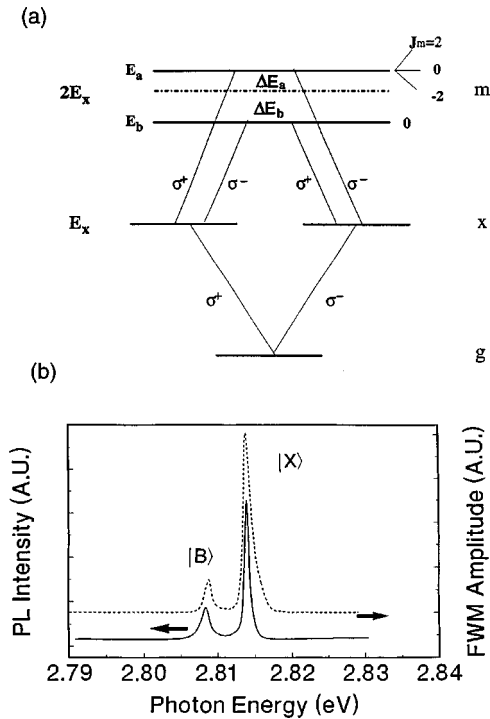 (a)
Jm=2
Ea
0
ΔEa
-2
m
2Ex
ΔEb
Eb
0
σ+
σ−
σ+
σ−
Ex
x
σ+
σ−
g
(b)
PL Intensity (A.U.)
FWM Amplitude (A.U.)
|X⟩
|B⟩
2.79 2.80 2.81 2.82 2.83 2.84
Photon Energy (eV)